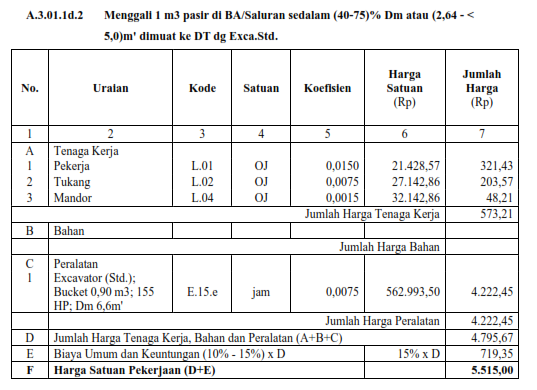 A.3.01.1d.2 Menggali 1 m3 pasir di BA/Saluran sedalam (40-75)% Dm atau (2,64 - <
5,0)m' dimuat ke DT dg Exca.Std.
No. Uraian Kode Satuan Koefisien Harga Satuan (Rp) Jumlah Harga (Rp)
1 2 3 4 5 6 7
A Tenaga Kerja
1 Pekerja L.01 OJ 0,0150 21.428,57 321,43
2 Tukang L.02 OJ 0,0075 27.142,86 203,57
3 Mandor L.04 OJ 0,0015 32.142,86 48,21
Jumlah Harga Tenaga Kerja 573,21
B Bahan
Jumlah Harga Bahan
C Peralatan
1 Excavator (Std.);
Bucket 0,90 m3; 155 E.15.e jam 0,0075 562.993,50 4.222,45
HP; Dm 6,6m'
Jumlah Harga Peralatan 4.222,45
D Jumlah Harga Tenaga Kerja, Bahan dan Peralatan (A+B+C) 4.795,67
E Biaya Umum dan Keuntungan (10% - 15%) x D 15% x D 719,35
F Harga Satuan Pekerjaan (D+E) 5.515,00